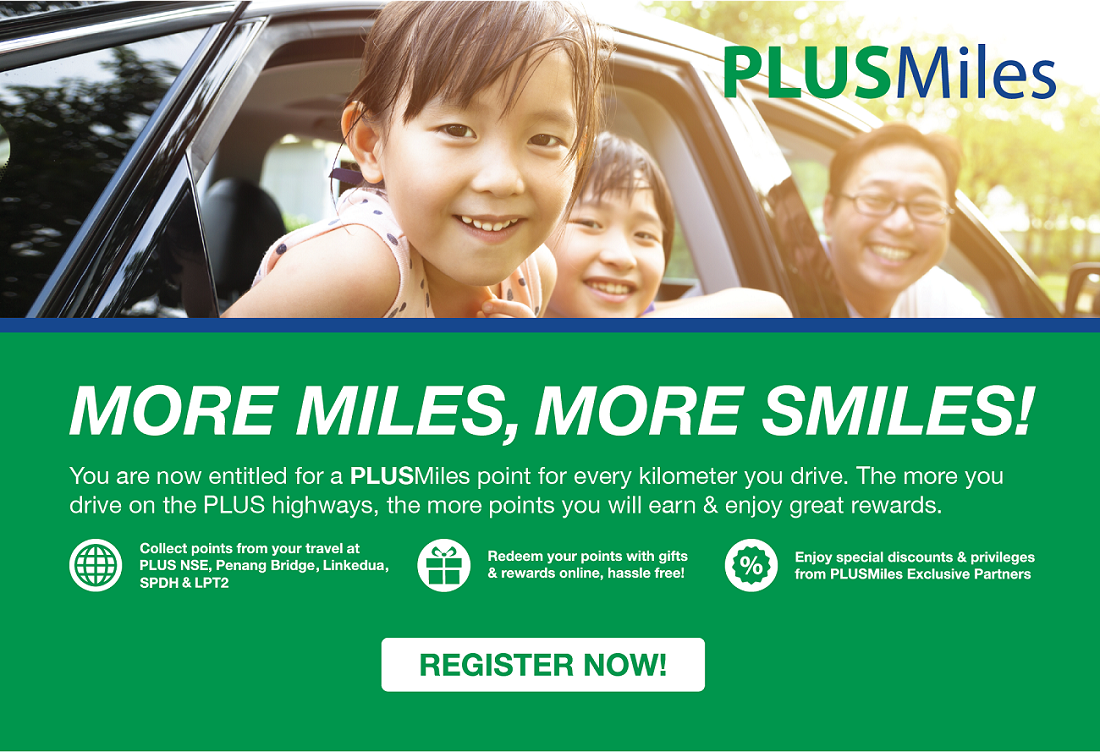 PLUSMiles
MORE MILES, MORE SMILES!
You are now entitled for a PLUSMiles point for every kilometer you drive. The more you
drive on the PLUS highways, the more points you will earn & enjoy great rewards.
Collect points from your travel at
PLUS NSE, Penang Bridge, Linkedua,
SPDH & LPT2
Redeem your points with gifts
& rewards online, hassle free!
%
Enjoy special discounts & privileges
from PLUSMiles Exclusive Partners
REGISTER NOW!